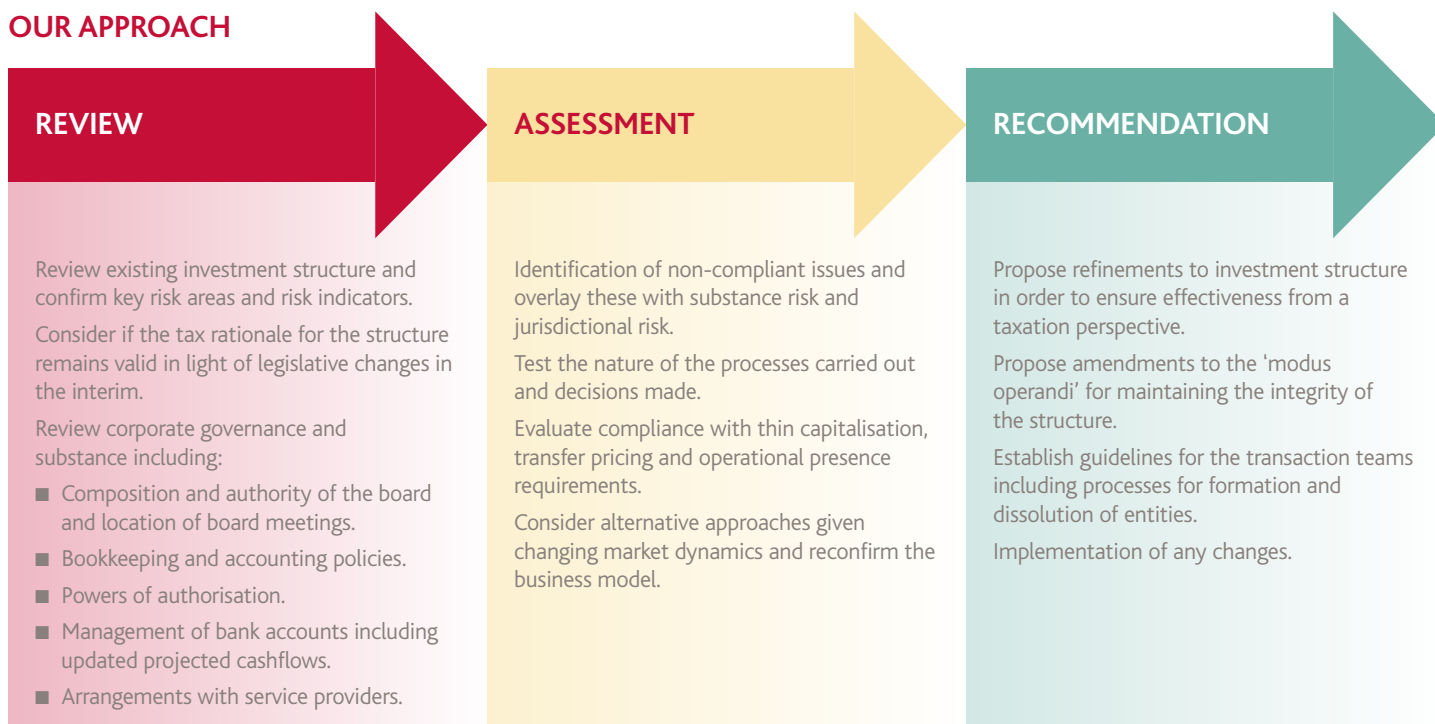 OUR APPROACH
REVIEW
Review existing investment structure and
confirm key risk areas and risk indicators.
Consider if the tax rationale for the structure
remains valid in light of legislative changes in
the interim.
Review corporate governance and
substance including:
■ Composition and authority of the board
and location of board meetings.
■ Bookkeeping and accounting policies.
■ Powers of authorisation.
■ Management of bank accounts including
updated projected cashflows.
■ Arrangements with service providers.
ASSESSMENT
Identification of non-compliant issues and
overlay these with substance risk and
jurisdictional risk.
Test the nature of the processes carried out
and decisions made.
Evaluate compliance with thin capitalisation,
transfer pricing and operational presence
requirements.
Consider alternative approaches given
changing market dynamics and reconfirm the
business model.
RECOMMENDATION
Propose refinements to investment structure
in order to ensure effectiveness from a
taxation perspective.
Propose amendments to the ‘modus
operandi’ for maintaining the integrity of
the structure.
Establish guidelines for the transaction teams
including processes for formation and
dissolution of entities.
Implementation of any changes.